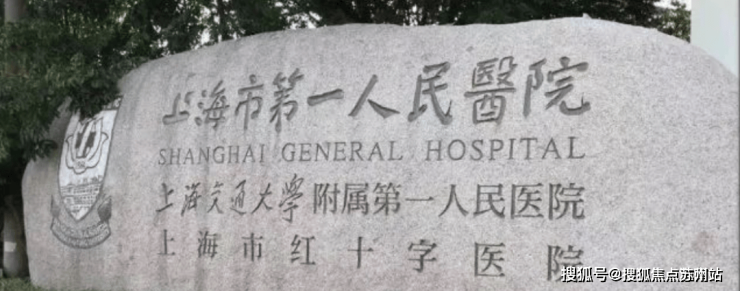 上海市第一人民醫院
SHANGHAI GENERAL HOSPITAL
上海交通大學附属第一人民医院
上海市红十字医院
搜狐号@搜狐焦点苏州站